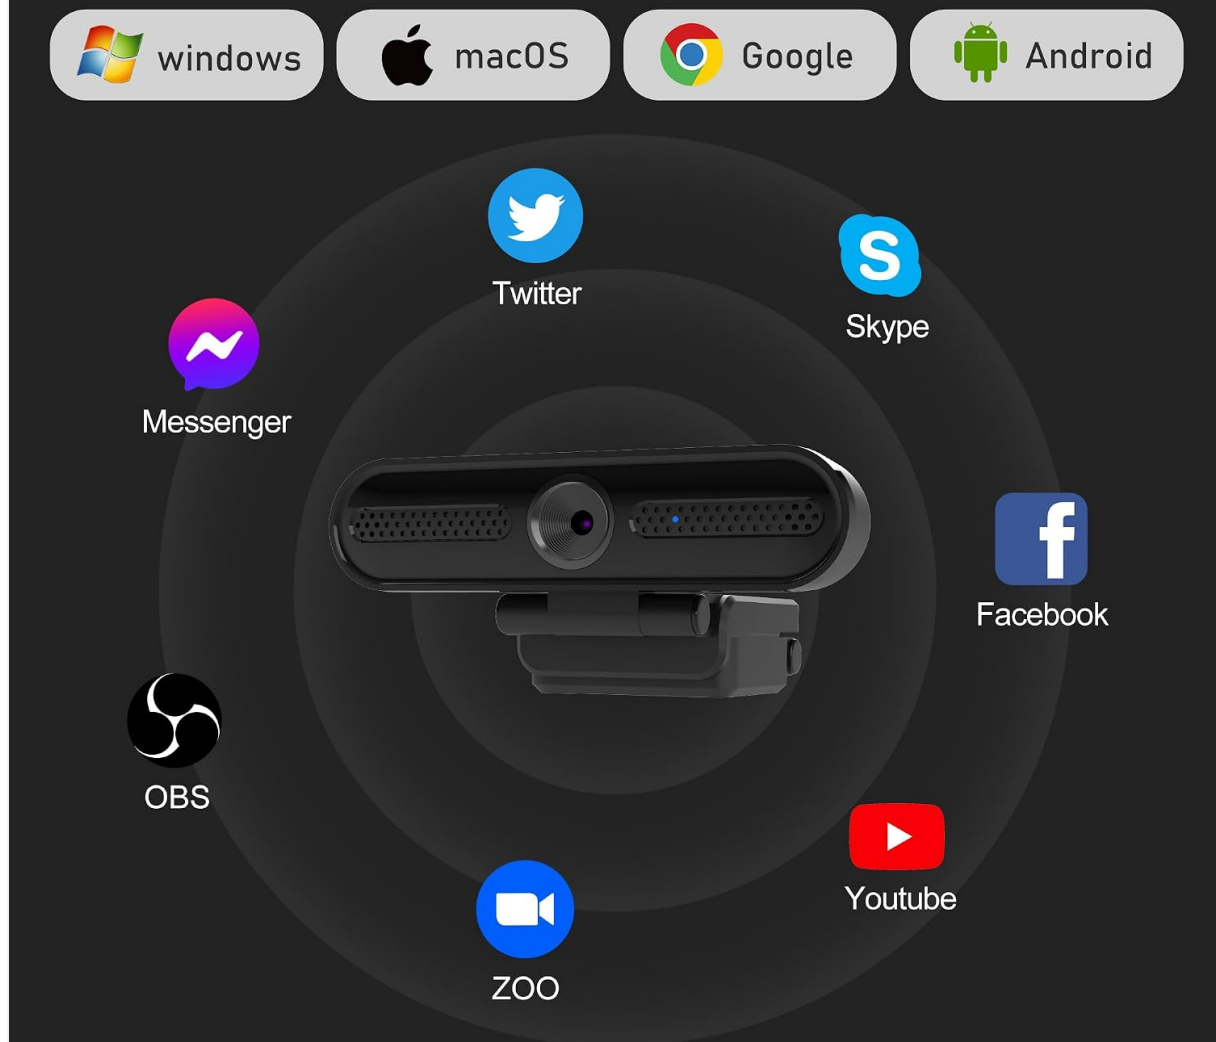 windows
macOS
Google
Android
Twitter
Skype
Messenger
Facebook
OBS
Youtube
ZOO